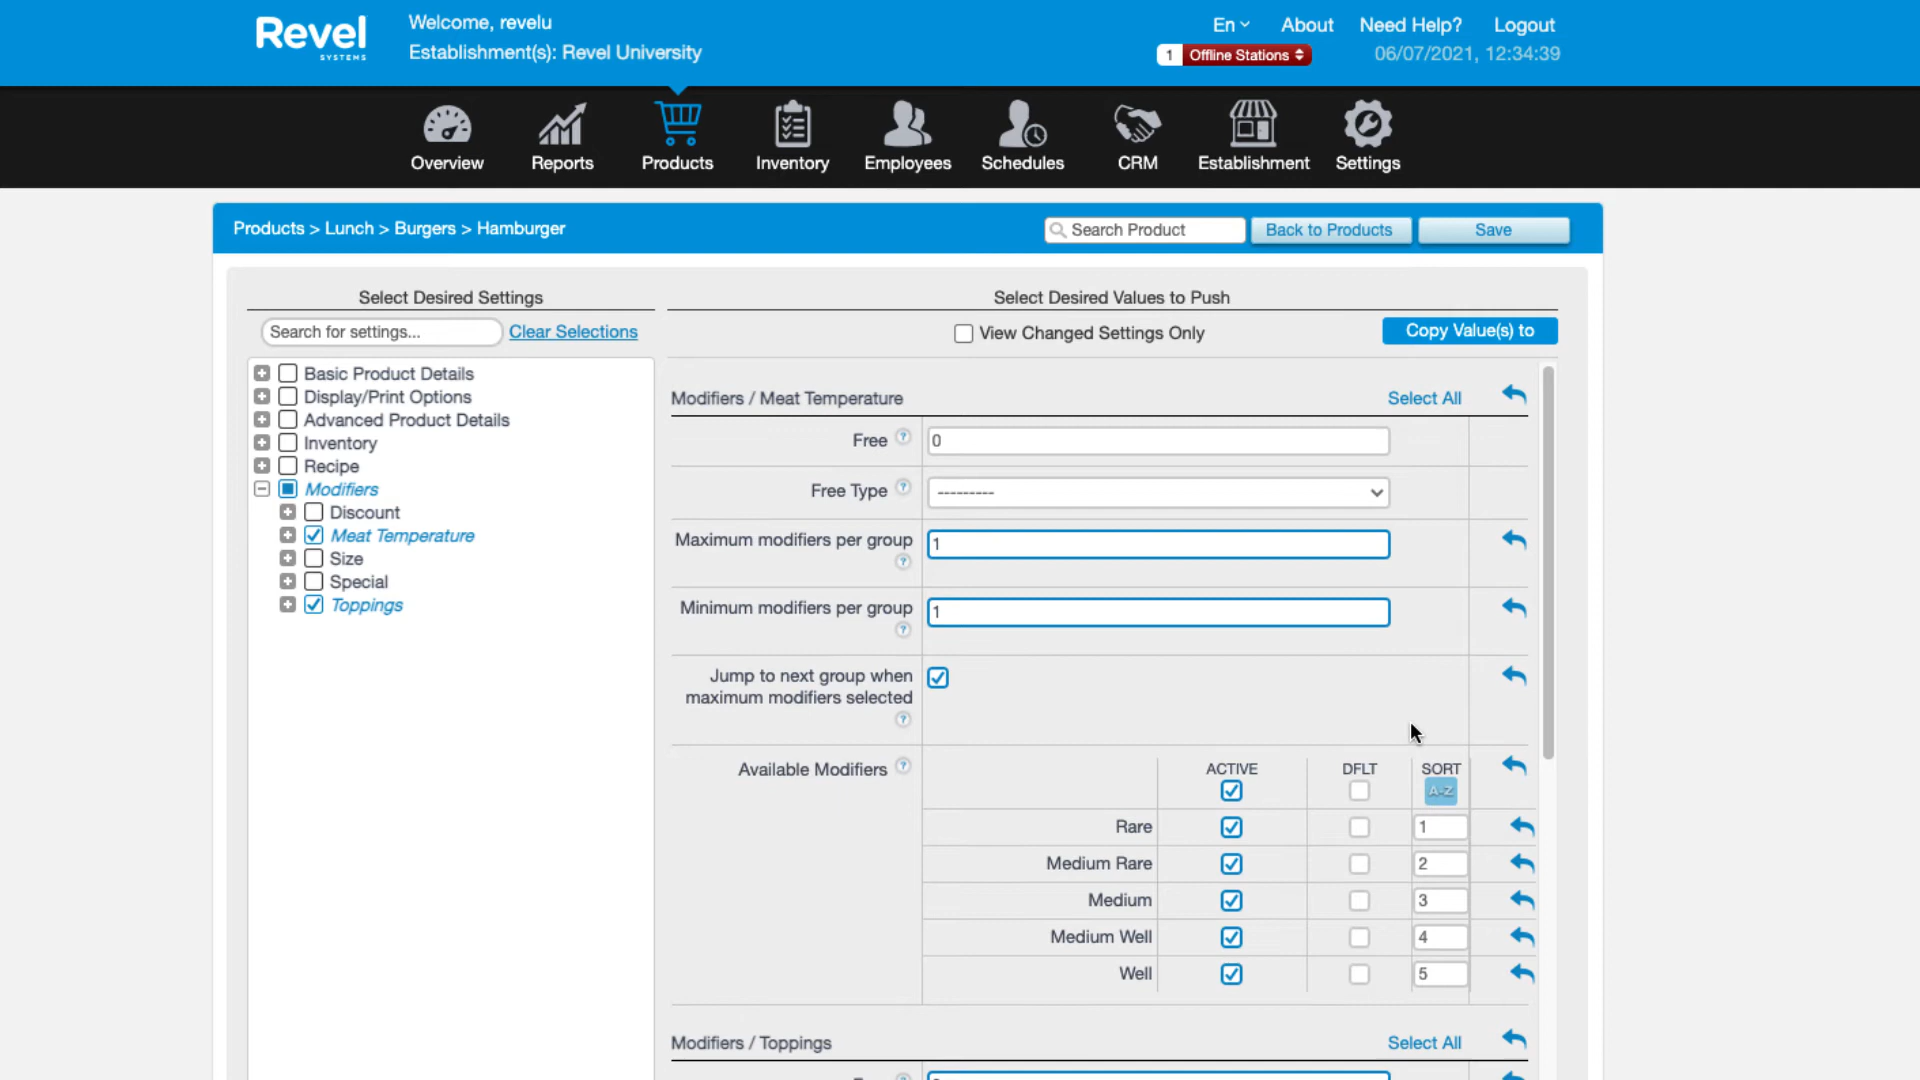 Revel
SYSTEMS
Welcome, revelu
Establishment(s): Revel University
En
About
Need Help?
Logout
1
Offline Stations
06/07/2021, 12:34:39
Overview
Reports
Products
Inventory
Employees
Schedules
CRM
Establishment
Settings
Products > Lunch > Burgers > Hamburger
Search Product
Back to Products
Save
Select Desired Settings
Search for settings...
Clear Selections
Basic Product Details
Display/Print Options
Advanced Product Details
Inventory
Recipe
Modifiers
Discount
Meat Temperature
Size
Special
Toppings
Select Desired Values to Push
View Changed Settings Only
Copy Value(s) to
Modifiers / Meat Temperature
Select All
Free ?
0
Free Type ?
---------
Maximum modifiers per group
?
1
Minimum modifiers per group
?
1
Jump to next group when
maximum modifiers selected
?
Available Modifiers ?
ACTIVE
DFLT
SORT
A-Z
Rare
1
Medium Rare
2
Medium
3
Medium Well
4
Well
5
Modifiers / Toppings
Select All